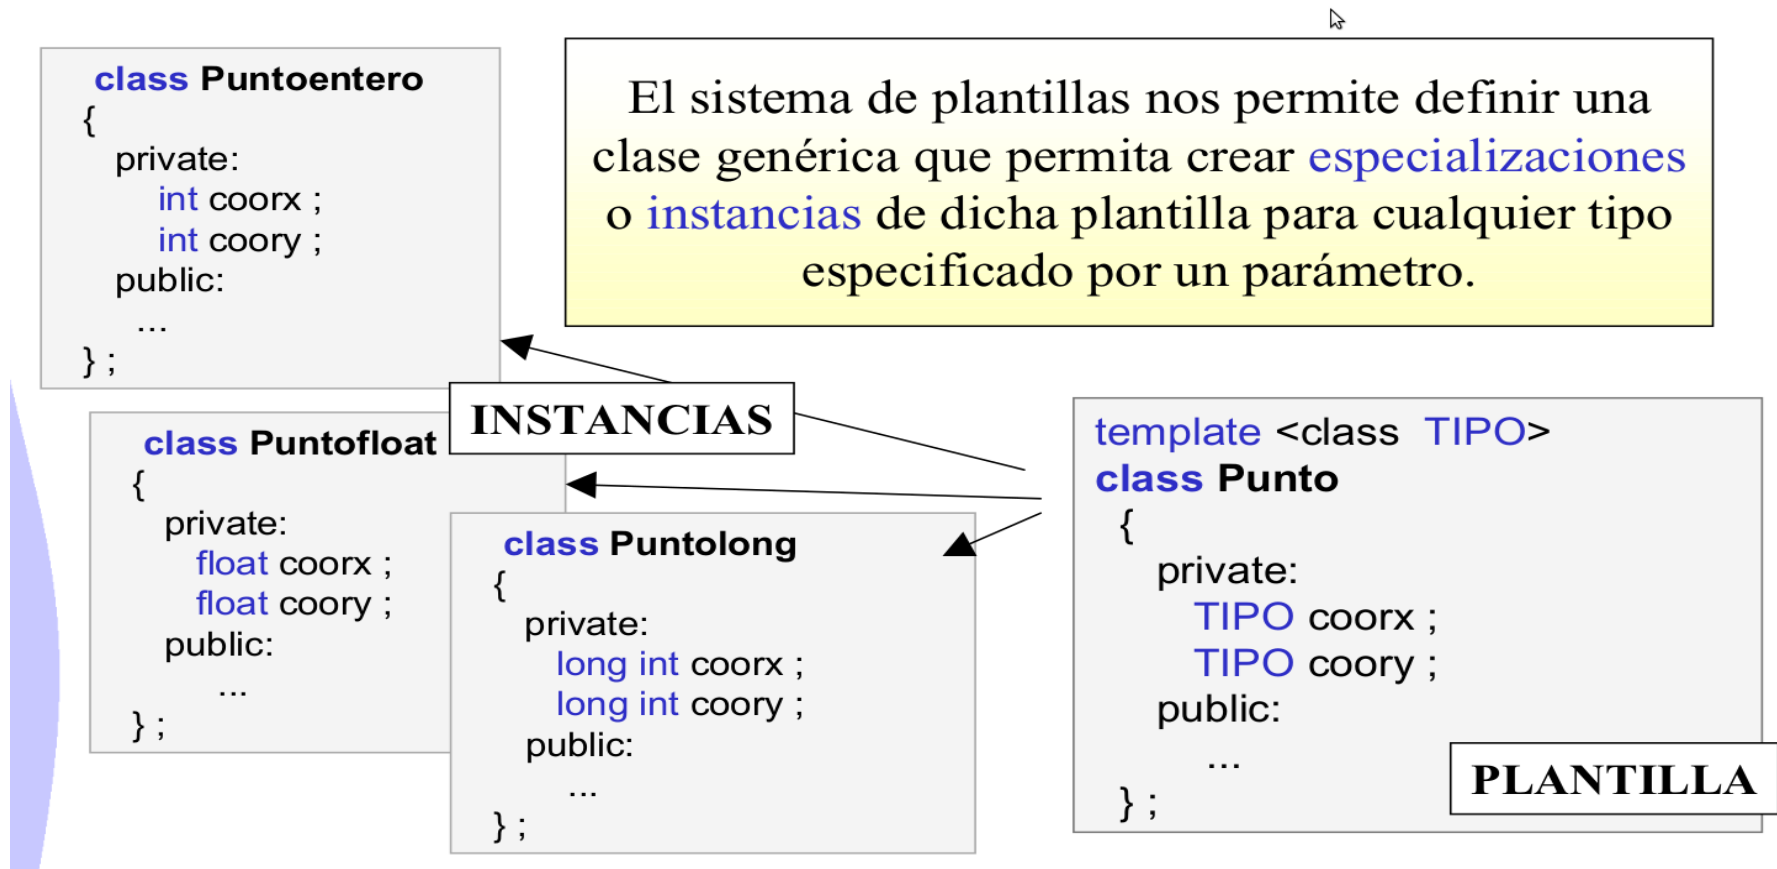 class Puntoentero
{
private:
int coorx ;
int coory ;
public:
...
} ;
El sistema de plantillas nos permite definir una
clase genérica que permita crear especializaciones
o instancias de dicha plantilla para cualquier tipo
especificado por un parámetro.
INSTANCIAS
class Puntofloat
{
private:
float coorx ;
float coory ;
public:
...
} ;
class Puntolong
{
private:
long int coorx ;
long int coory ;
public:
...
} ;
template <class TIPO>
class Punto
{
private:
TIPO coorx ;
TIPO coory ;
public:
...
} ;
PLANTILLA